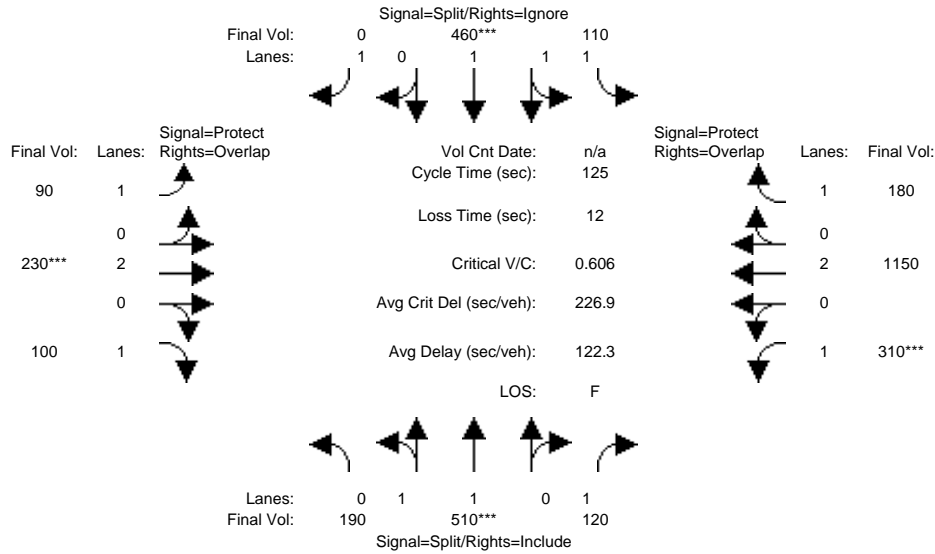 Signal=Split/Rights=Ignore
Final Vol: 0 460*** 110
Lanes: 1 0 1 1 1
Signal=Protect Signal=Protect
Final Vol: Lanes: Rights=Overlap Vol Cnt Date: n/a Rights=Overlap Lanes: Final Vol:
Cycle Time (sec): 125
90 1 1 180
Loss Time (sec): 12
0 0
230*** 2 Critical V/C: 0.606 2 1150
0 Avg Crit Del (sec/veh): 226.9 0
100 1 Avg Delay (sec/veh): 122.3 1 310***
LOS: F
Lanes: 0 1 1 0 1
Final Vol: 190 510*** 120
Signal=Split/Rights=Include